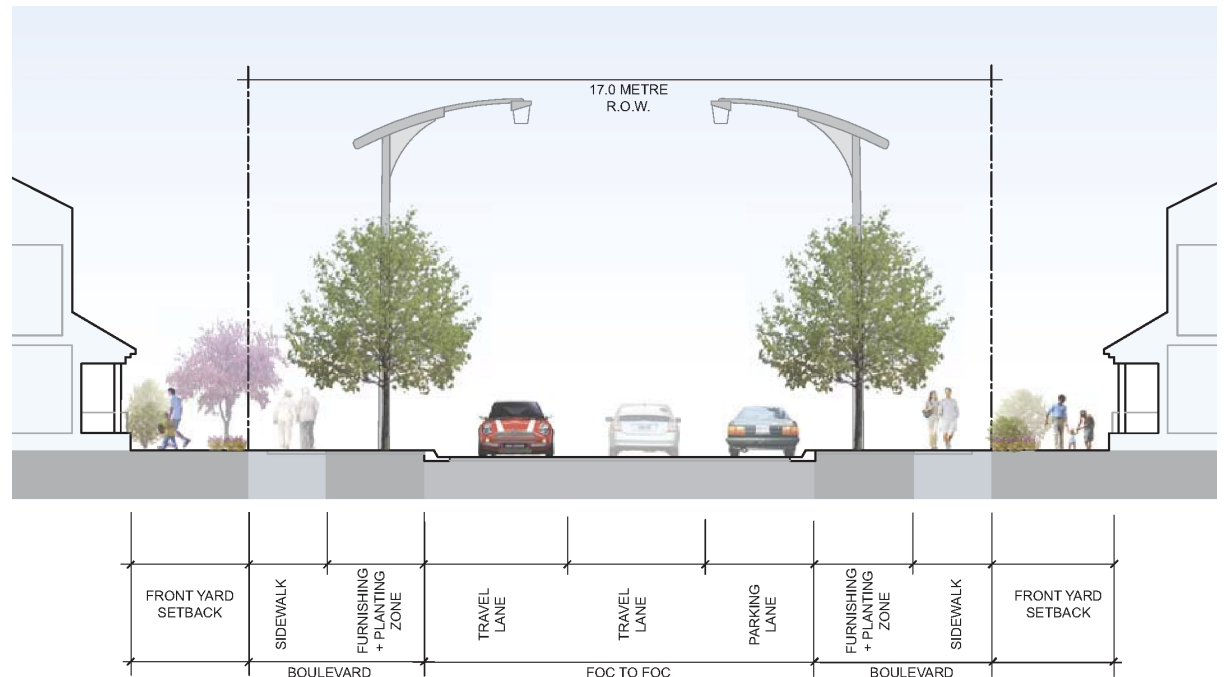 17.0 METRE
R.O.W.
FRONT YARD
SETBACK
SIDEWALK
FURNISHING
+ PLANTING
ZONE
TRAVEL
LANE
TRAVEL
LANE
PARKING
LANE
FURNISHING
+ PLANTING
ZONE
SIDEWALK
FRONT YARD
SETBACK
BOULEVARD
FOC TO FOC
BOULEVARD